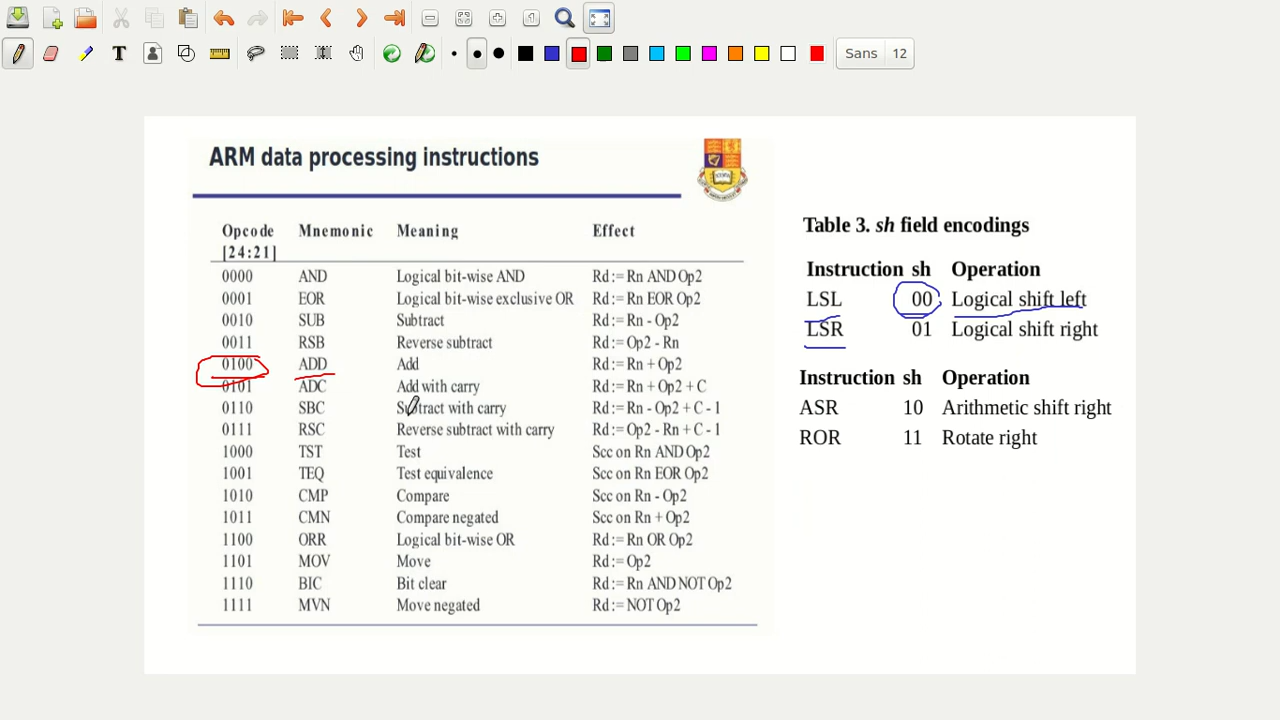 Sans 12
ARM data processing instructions
Opcode [24:21] Mnemonic Meaning Effect
0000 AND Logical bit-wise AND Rd:= Rn AND Op2
0001 EOR Logical bit-wise exclusive OR Rd:= Rn EOR Op2
0010 SUB Subtract Rd:= Rn - Op2
0011 RSB Reverse subtract Rd:= Op2 - Rn
0100 ADD Add Rd:= Rn + Op2
0101 ADC Add with carry Rd:= Rn + Op2 + C
0110 SBC Subtract with carry Rd:= Rn - Op2 + C - 1
0111 RSC Reverse subtract with carry Rd:= Op2 - Rn + C - 1
1000 TST Test Scc on Rn AND Op2
1001 TEQ Test equivalence Scc on Rn EOR Op2
1010 CMP Compare Scc on Rn - Op2
1011 CMN Compare negated Scc on Rn + Op2
1100 ORR Logical bit-wise OR Rd:= Rn OR Op2
1101 MOV Move Rd:= Op2
1110 BIC Bit clear Rd:= Rn AND NOT Op2
1111 MVN Move negated Rd:= NOT Op2
Table 3. sh field encodings
Instruction sh Operation
LSL 00 Logical shift left
LSR 01 Logical shift right
Instruction sh Operation
ASR 10 Arithmetic shift right
ROR 11 Rotate right